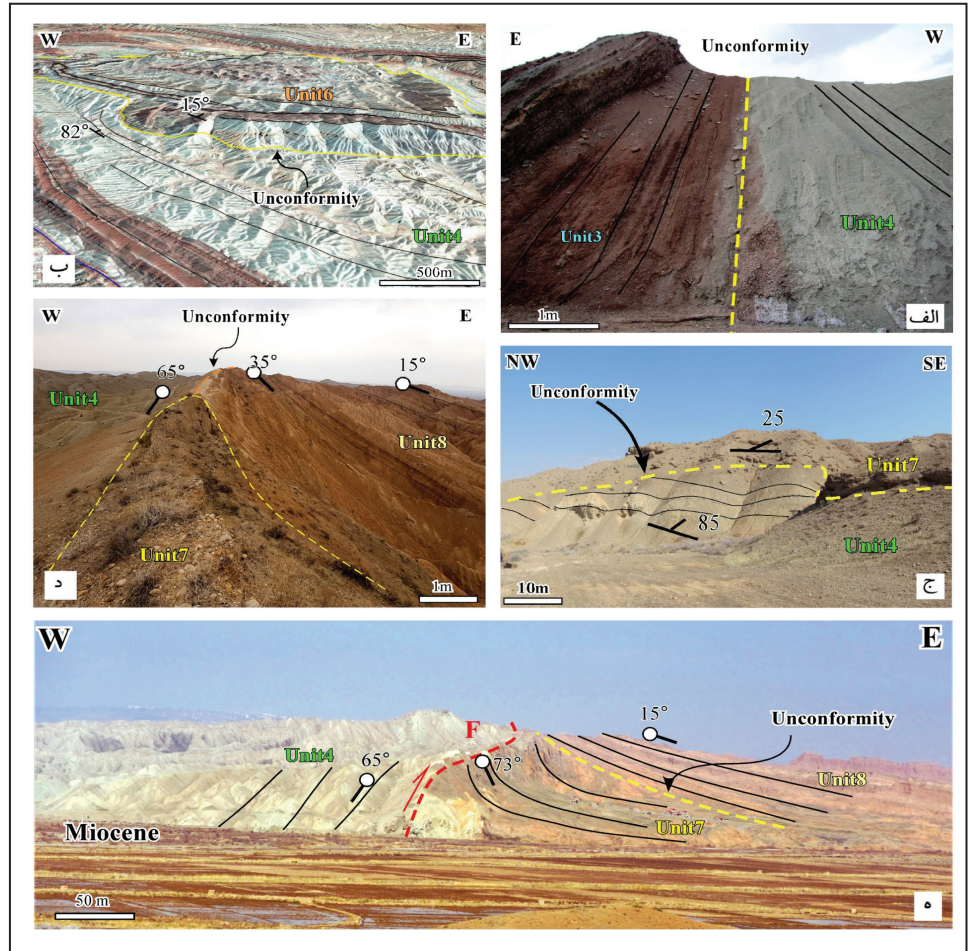 W
E
Unit6
15°
82°
Unconformity
Unit4
500m
ب
E
W
Unconformity
Unit3
Unit4
1m
الف
W
E
Unconformity
65°
35°
15°
Unit4
Unit8
Unit7
1m
د
NW
SE
Unconformity
25
Unit7
85
Unit4
10m
ج
W
E
15°
Unconformity
F
Unit4
65°
73°
Unit8
Unit7
Miocene
50 m
ه